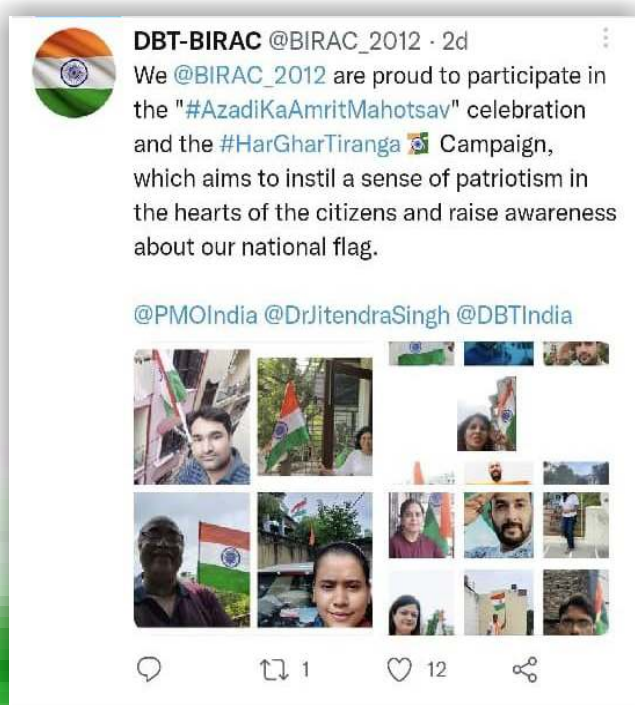 DBT-BIRAC @BIRAC_2012 · 2d
We @BIRAC_2012 are proud to participate in
the "#AzadiKaAmritMahotsav" celebration
and the #HarGharTiranga Campaign,
which aims to instil a sense of patriotism in
the hearts of the citizens and raise awareness
about our national flag.
@PMOIndia @DrJitendraSingh @DBTIndia
1
12